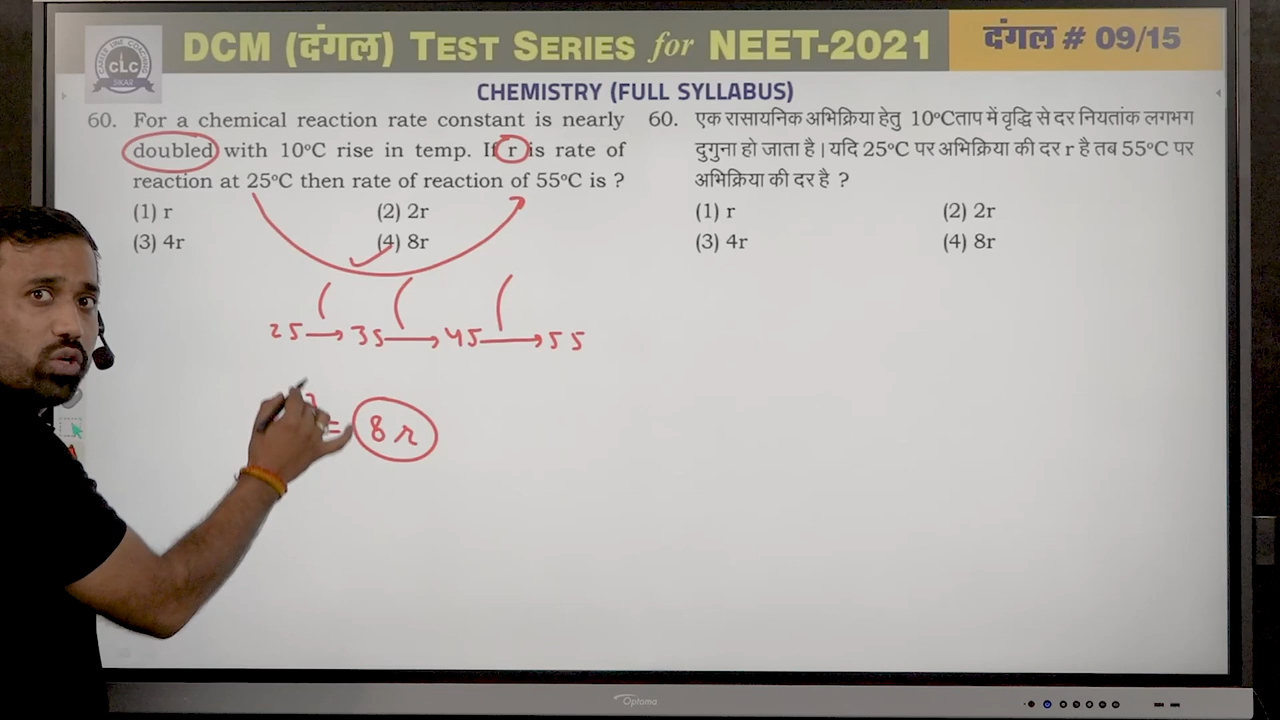 DCM (दंगल) TEST SERIES for NEET-2021
दंगल # 09/15
CLC
SIKAR
CHEMISTRY (FULL SYLLABUS)
60. For a chemical reaction rate constant is nearly
doubled with 10°C rise in temp. If r is rate of
reaction at 25°C then rate of reaction of 55°C is ?
(1) r (2) 2r
(3) 4r (4) 8r
60. एक रासायनिक अभिक्रिया हेतु 10°Cताप में वृद्धि से दर नियतांक लगभग
दुगुना हो जाता है। यदि 25°C पर अभिक्रिया की दर r है तब 55°C पर
अभिक्रिया की दर है ?
(1) r (2) 2r
(3) 4r (4) 8r
25 → 35 → 45 → 55
= 8r
Optoma